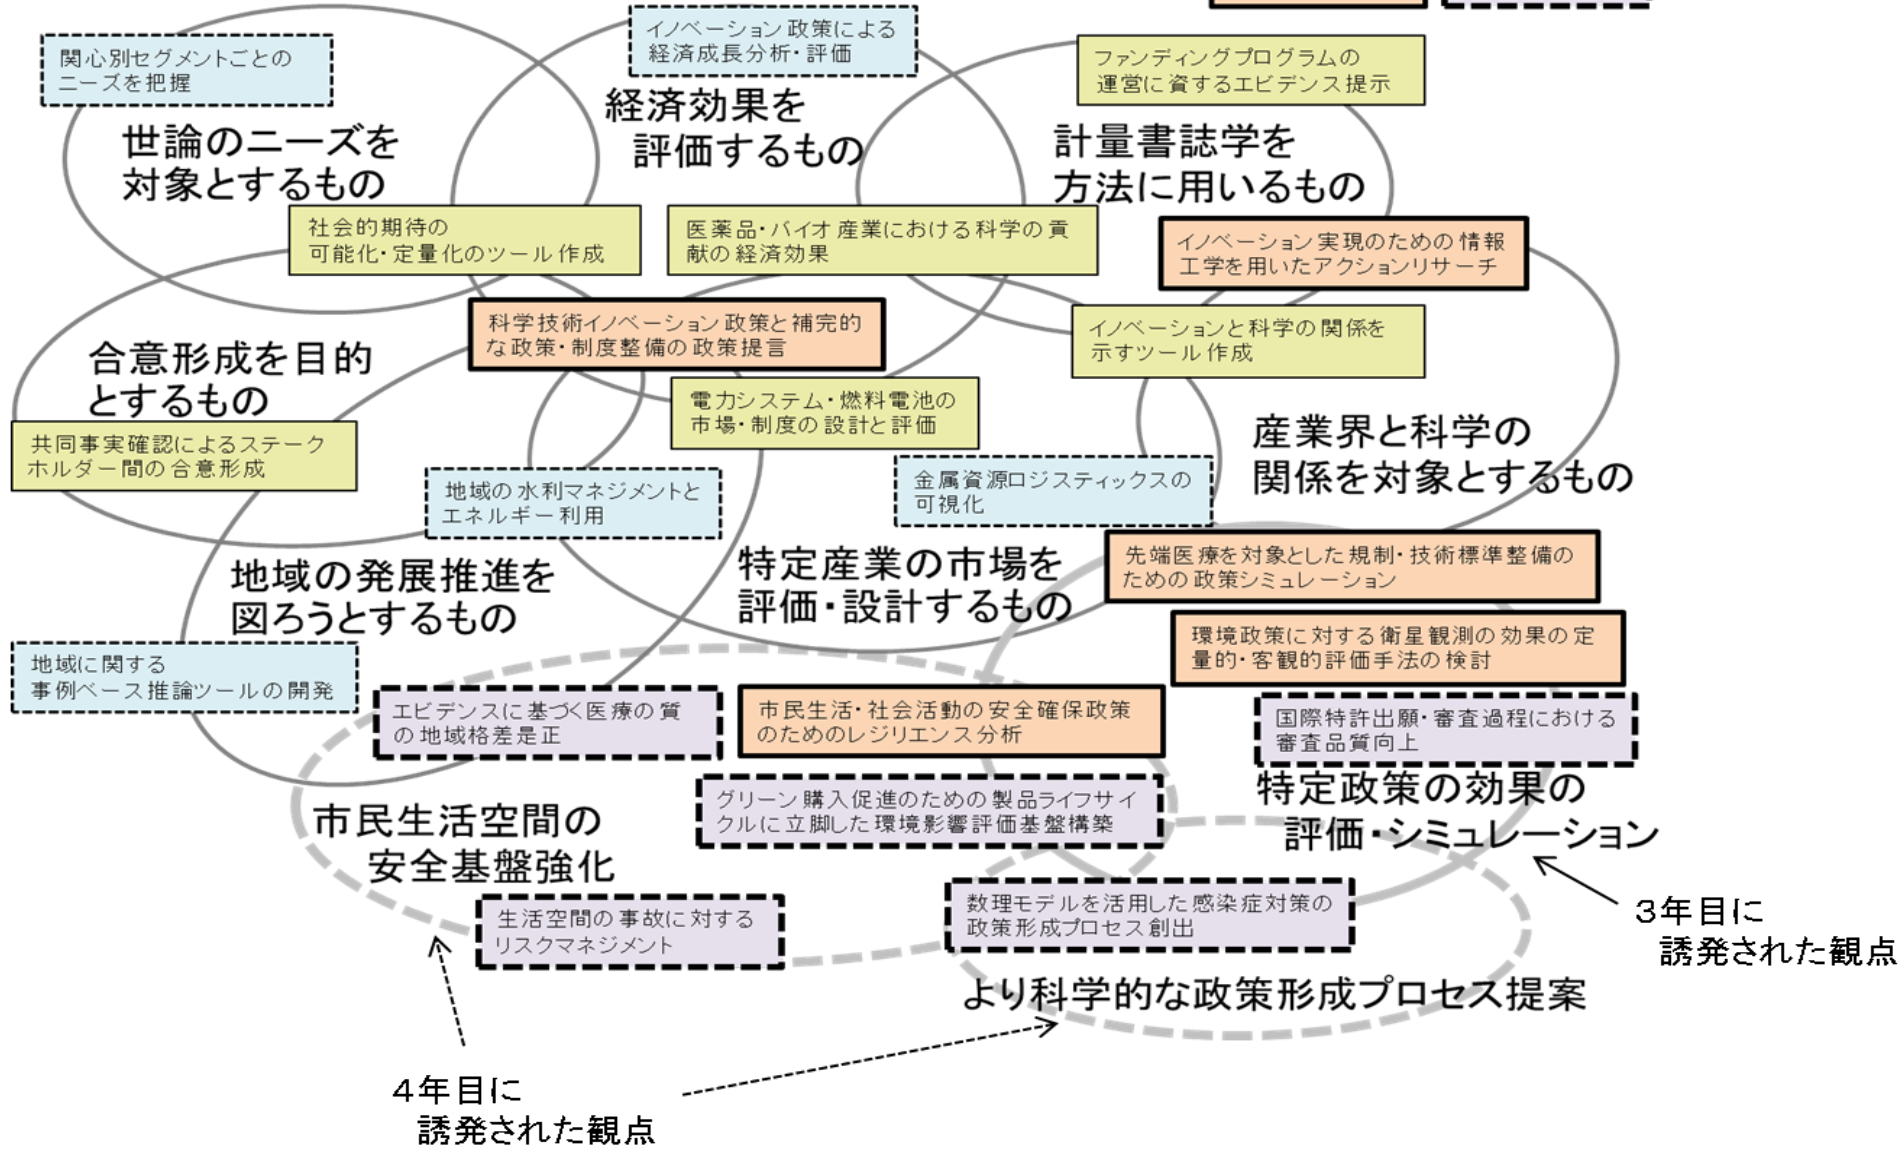 関心別セグメントごとの
ニーズを把握
イノベーション政策による
経済成長分析・評価
ファンディングプログラムの
運営に資するエビデンス提示
世論のニーズを
対象とするもの
経済効果を
評価するもの
計量書誌学を
方法に用いるもの
社会的期待の
可能化・定量化のツール作成
医薬品・バイオ産業における科学の貢
献の経済効果
イノベーション実現のための情報
工学を用いたアクションリサーチ
科学技術イノベーション政策と補完的
な政策・制度整備の政策提言
イノベーションと科学の関係を
示すツール作成
合意形成を目的
とするもの
電力システム・燃料電池の
市場・制度の設計と評価
産業界と科学の
関係を対象とするもの
共同事実確認によるステーク
ホルダー間の合意形成
地域の水利マネジメントと
エネルギー利用
金属資源ロジスティックスの
可視化
地域の発展推進を
図ろうとするもの
特定産業の市場を
評価・設計するもの
先端医療を対象とした規制・技術標準整備の
ための政策シミュレーション
環境政策に対する衛星観測の効果の定
量的・客観的評価手法の検討
地域に関する
事例ベース推論ツールの開発
エビデンスに基づく医療の質
の地域格差是正
市民生活・社会活動の安全確保政策
のためのレジリエンス分析
国際特許出願・審査過程における
審査品質向上
グリーン購入促進のための製品ライフサイ
クルに立脚した環境影響評価基盤構築
特定政策の効果の
評価・シミュレーション
市民生活空間の
安全基盤強化
生活空間の事故に対する
リスクマネジメント
数理モデルを活用した感染症対策の
政策形成プロセス創出
3年目に
誘発された観点
より科学的な政策形成プロセス提案
4年目に
誘発された観点